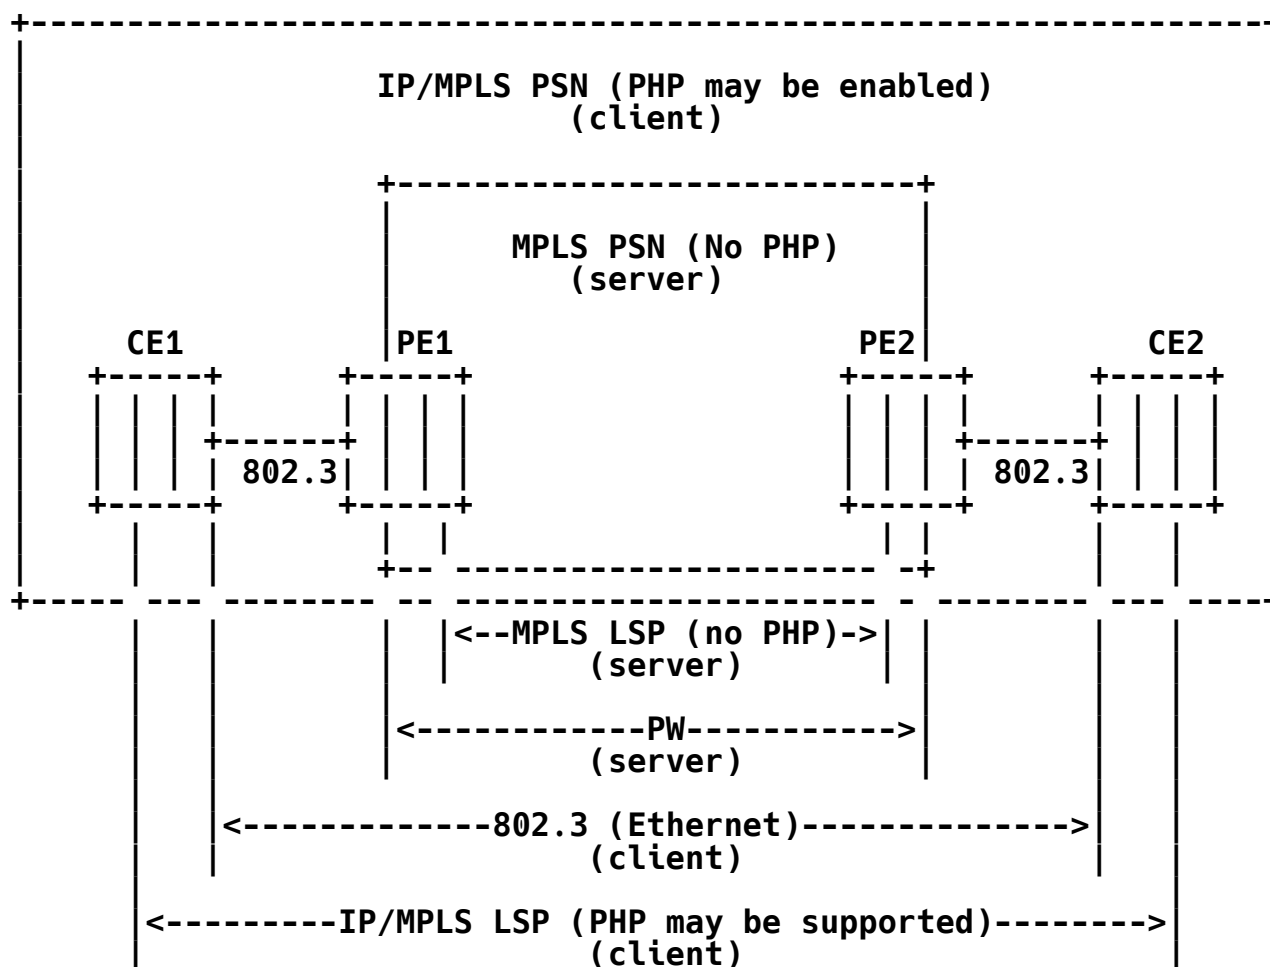 IP/MPLS PSN (PHP may be enabled)
(client)
MPLS PSN (No PHP)
(server)
CE1 PE1 PE2 CE2
802.3 802.3
<--MPLS LSP (no PHP)->
(server)
<------------PW----------->
(server)
<-------------802.3 (Ethernet)-------------->
(client)
<---------IP/MPLS LSP (PHP may be supported)-------->
(client)